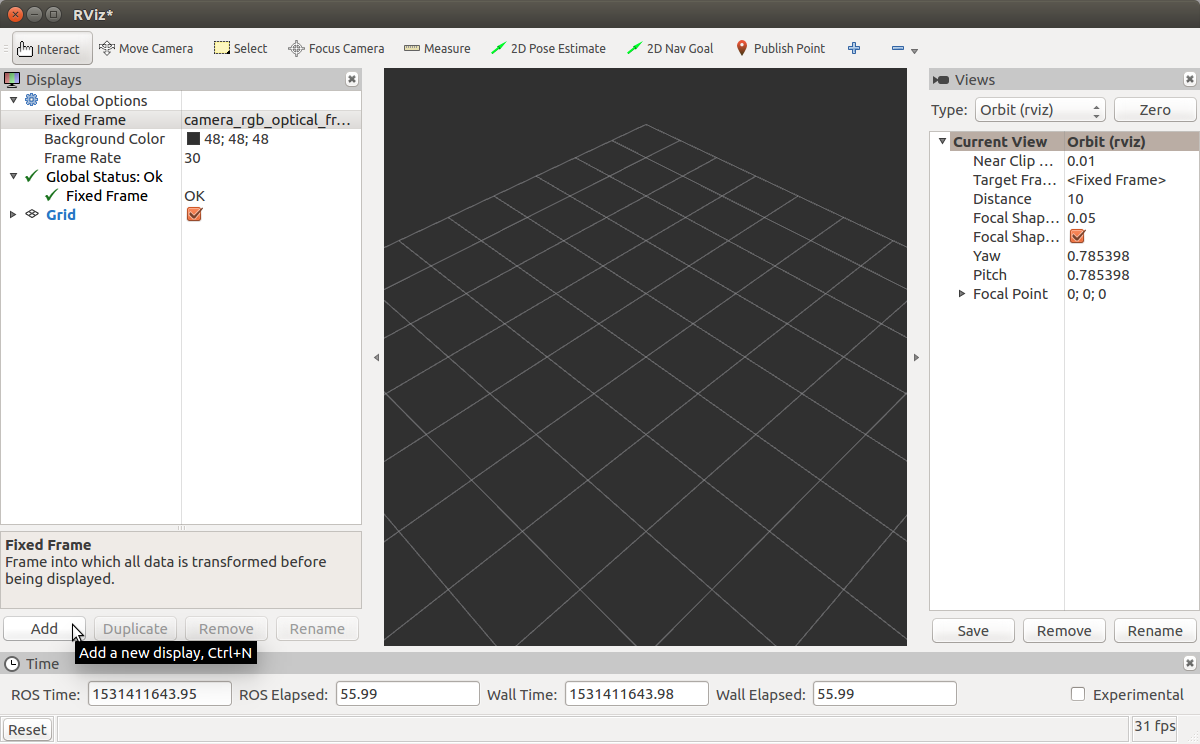 RViz*
Interact Move Camera Select Focus Camera Measure 2D Pose Estimate 2D Nav Goal Publish Point
Displays
Global Options
Fixed Frame camera_rgb_optical_fr...
Background Color 48; 48; 48
Frame Rate 30
Global Status: Ok
Fixed Frame OK
Grid
Fixed Frame
Frame into which all data is transformed before
being displayed.
Add Duplicate Remove Rename
Add a new display, Ctrl+N
Views
Type: Orbit (rviz) Zero
Current View Orbit (rviz)
Near Clip ... 0.01
Target Fra... <Fixed Frame>
Distance 10
Focal Shap... 0.05
Focal Shap...
Yaw 0.785398
Pitch 0.785398
Focal Point 0; 0; 0
Save Remove Rename
Time
ROS Time: 1531411643.95 ROS Elapsed: 55.99 Wall Time: 1531411643.98 Wall Elapsed: 55.99 Experimental
Reset 31 fps